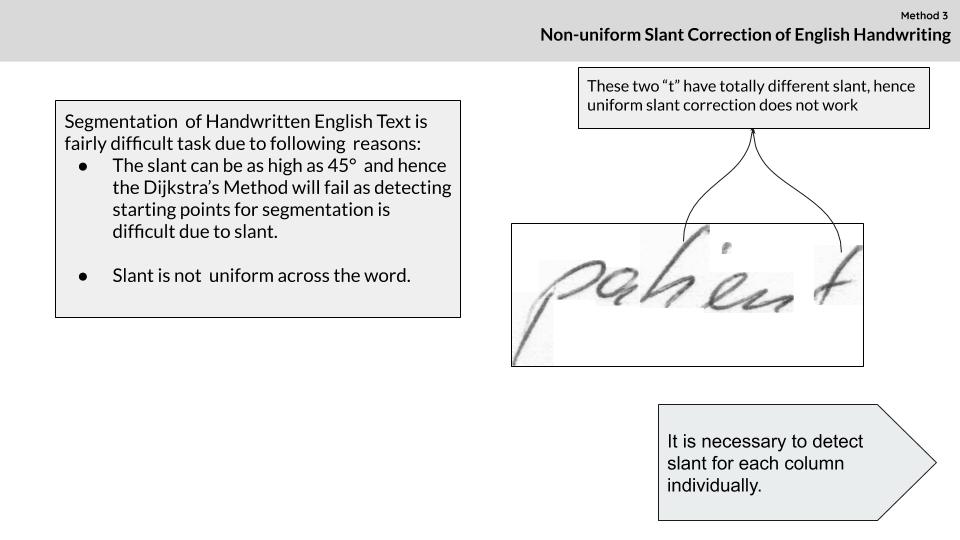 Method 3
Non-uniform Slant Correction of English Handwriting
These two “t” have totally different slant, hence
uniform slant correction does not work
Segmentation of Handwritten English Text is
fairly difficult task due to following reasons:
● The slant can be as high as 45° and hence
the Dijkstra’s Method will fail as detecting
starting points for segmentation is
difficult due to slant.
● Slant is not uniform across the word.
patient
It is necessary to detect
slant for each column
individually.